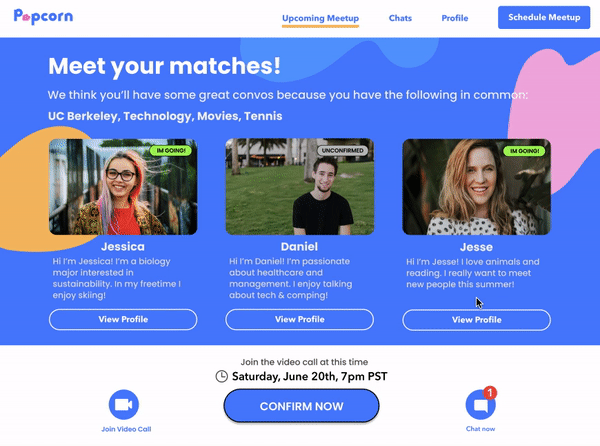 Popcorn
Upcoming Meetup
Chats
Profile
Schedule Meetup
Meet your matches!
We think you'll have some great convos because you have the following in common:
UC Berkeley, Technology, Movies, Tennis
IM GOING!
UNCONFIRMED
IM GOING!
Jessica
Hi I'm Jessica! I'm a biology
major interested in
sustainability. In my freetime I
enjoy skiing!
View Profile
Daniel
Hi I'm Daniel! I'm passionate
about healthcare and
management. I enjoy talking
about tech & comping!
View Profile
Jesse
Hi I'm Jesse! I love animals and
reading. I really want to meet
new people this summer!
View Profile
Join the video call at this time
Saturday, June 20th, 7pm PST
Join Video Call
CONFIRM NOW
1
Chat now